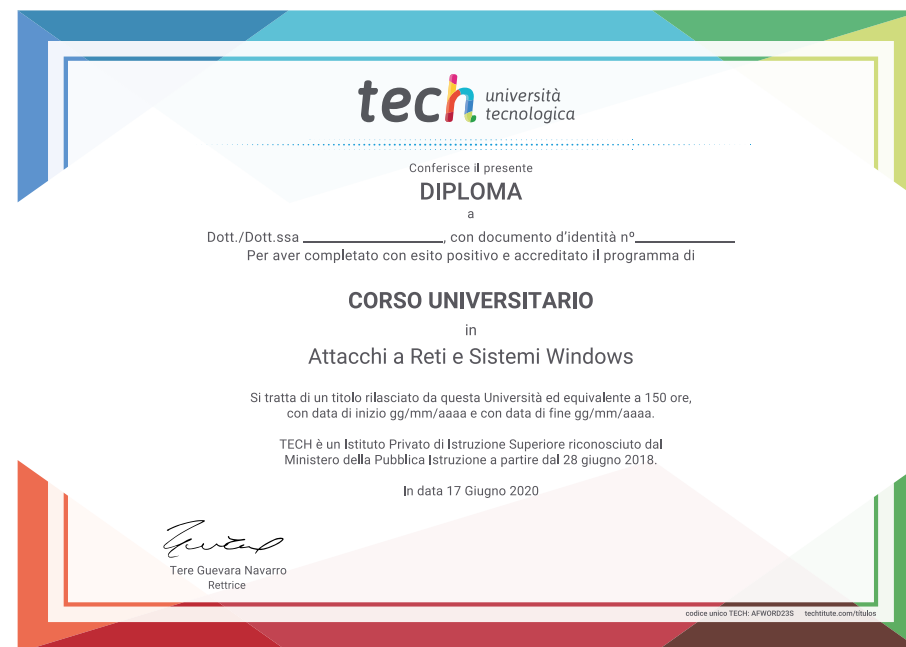 tech università
tecnologica
Conferisce il presente
DIPLOMA
a
Dott./Dott.ssa ____________________, con documento d'identità nº______________
Per aver completato con esito positivo e accreditato il programma di
CORSO UNIVERSITARIO
in
Attacchi a Reti e Sistemi Windows
Si tratta di un titolo rilasciato da questa Università ed equivalente a 150 ore,
con data di inizio gg/mm/aaaa e con data di fine gg/mm/aaaa.
TECH è un Istituto Privato di Istruzione Superiore riconosciuto dal
Ministero della Pubblica Istruzione a partire dal 28 giugno 2018.
In data 17 Giugno 2020
Tere Guevara Navarro
Rettrice
codice unico TECH: AFWORD23S techtitute.com/titulos